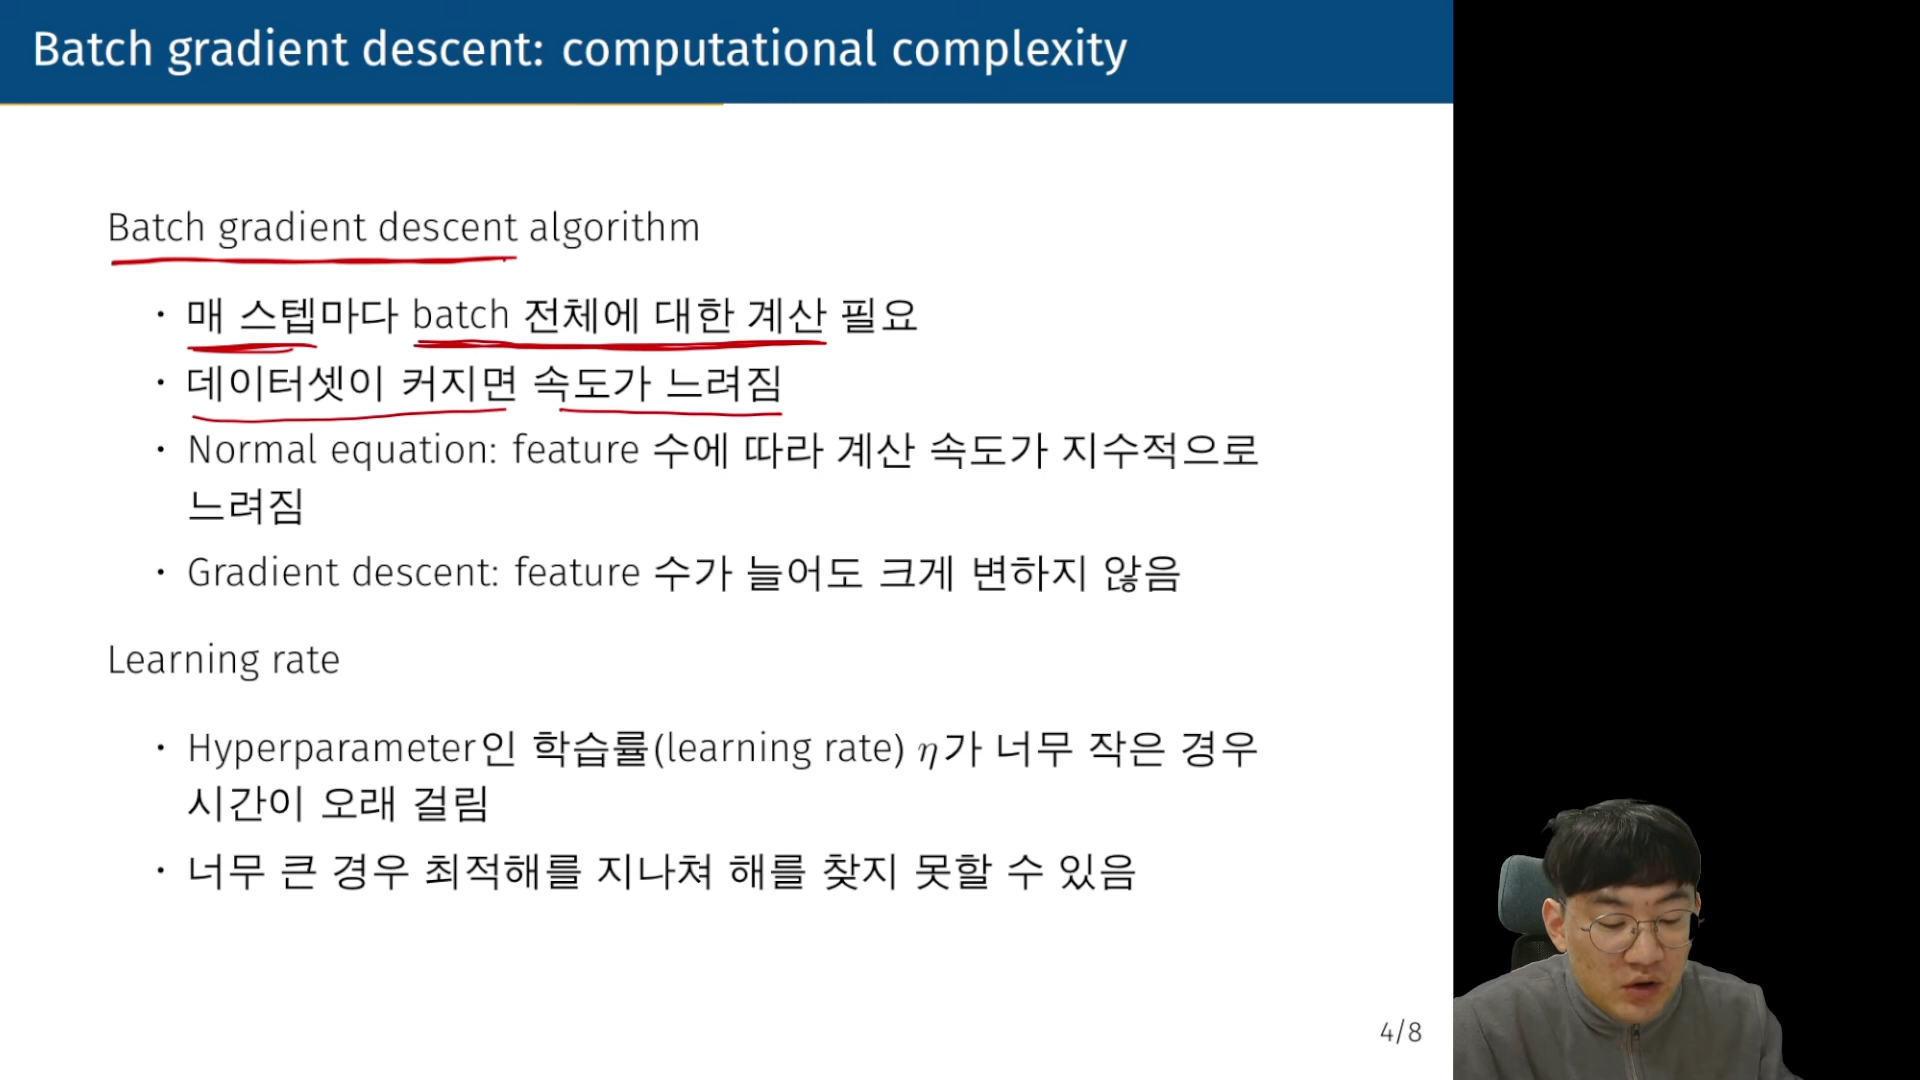 Batch gradient descent: computational complexity
Batch gradient descent algorithm
· 매 스텝마다 batch 전체에 대한 계산 필요
· 데이터셋이 커지면 속도가 느려짐
· Normal equation: feature 수에 따라 계산 속도가 지수적으로
느려짐
· Gradient descent: feature 수가 늘어도 크게 변하지 않음
Learning rate
· Hyperparameter인 학습률(learning rate) η가 너무 작은 경우
시간이 오래 걸림
· 너무 큰 경우 최적해를 지나쳐 해를 찾지 못할 수 있음
4/8